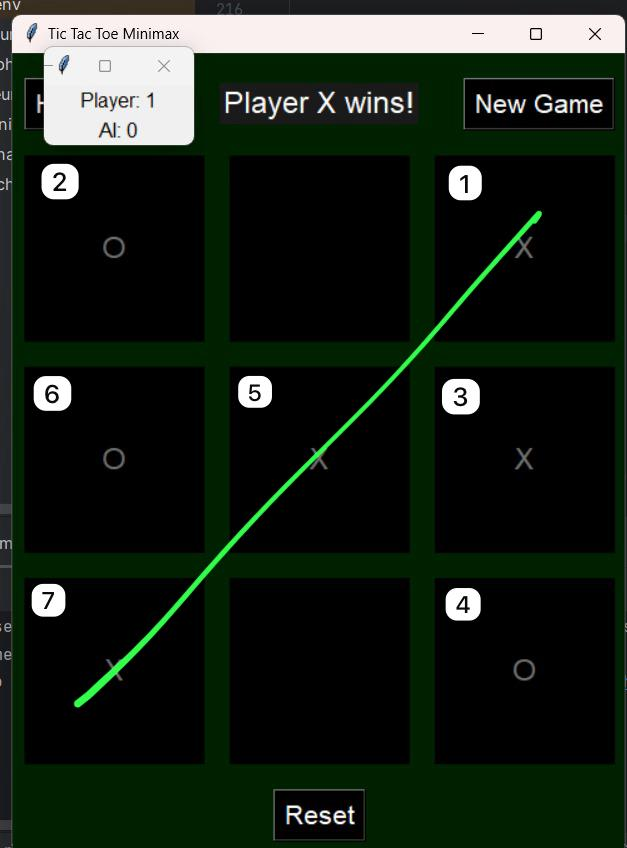 216
Tic Tac Toe Minimax
Player: 1
AI: 0
Player X wins!
New Game
2
O
1
X
6
O
5
X
3
X
7
X
4
O
Reset